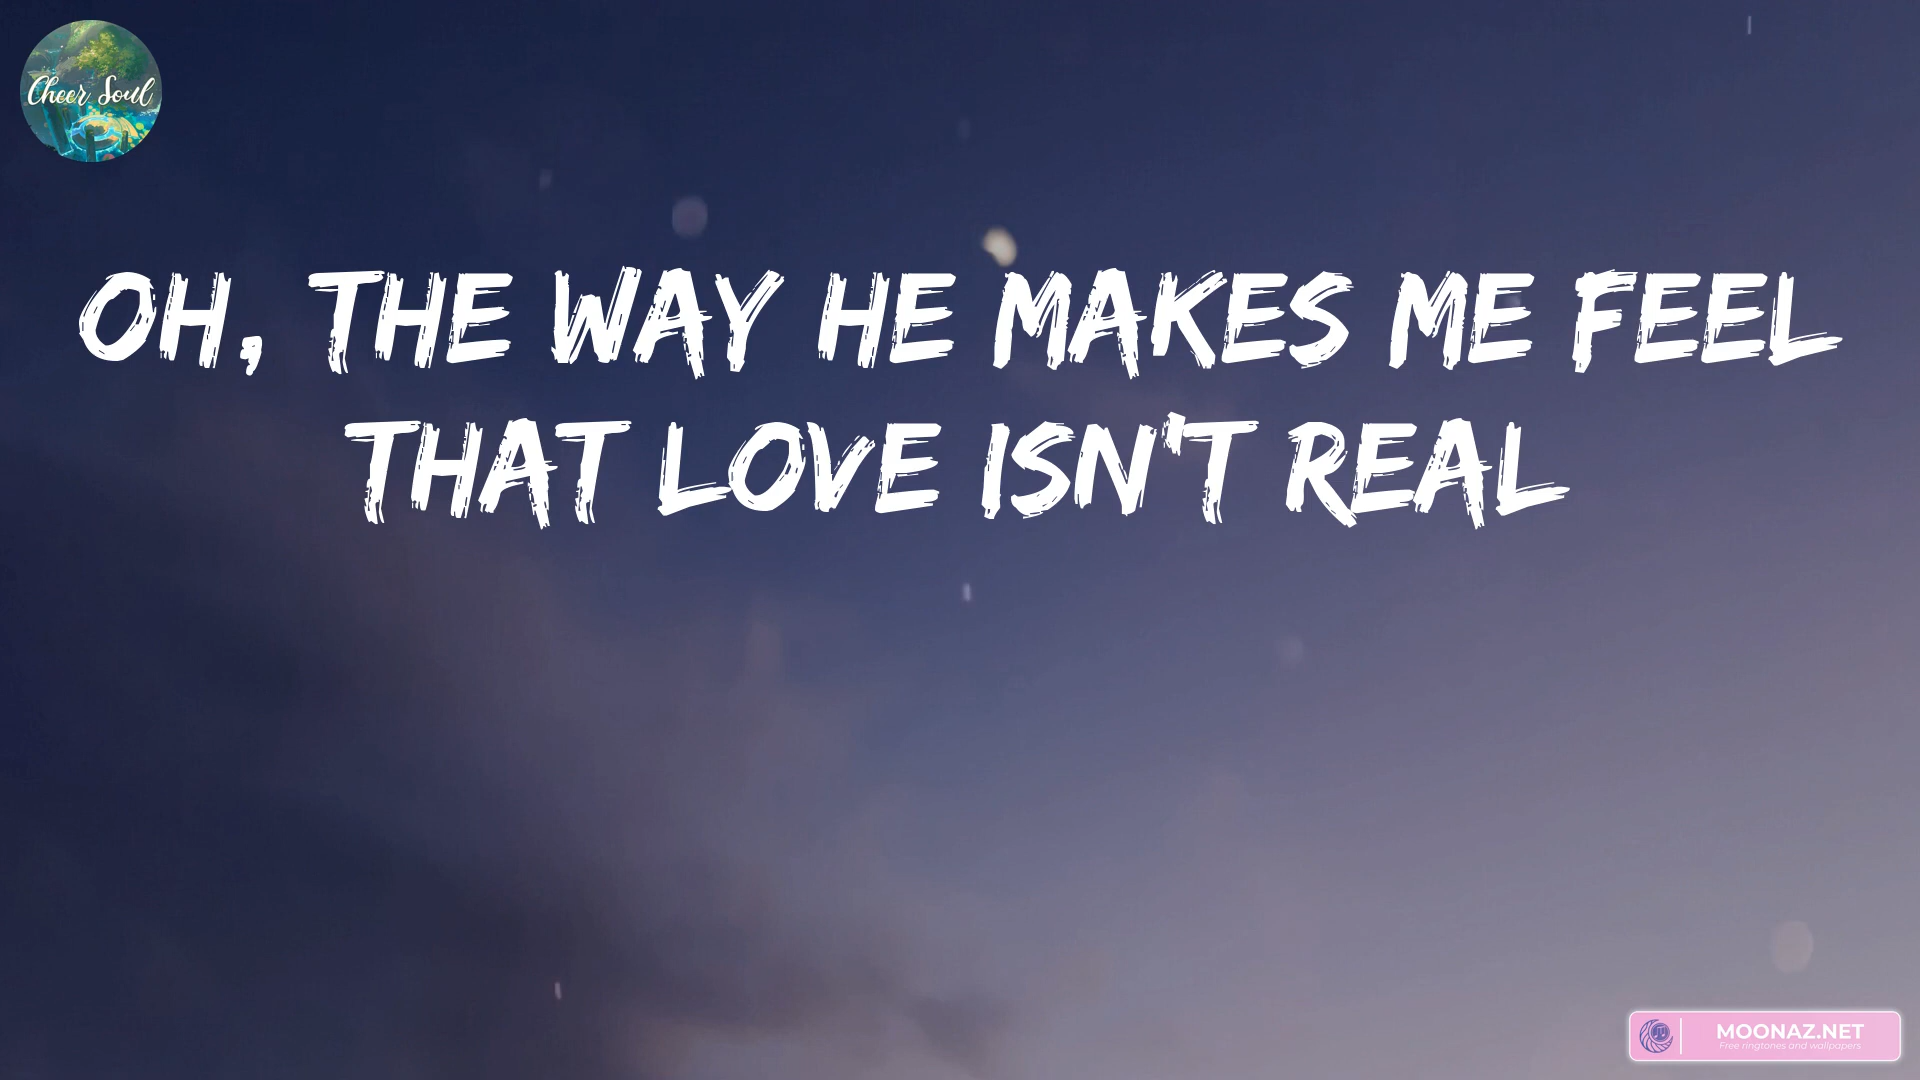 Cheer Soul
OH, THE WAY HE MAKES ME FEEL
THAT LOVE ISN'T REAL
MOONAZ.NET
Free ringtones and wallpapers